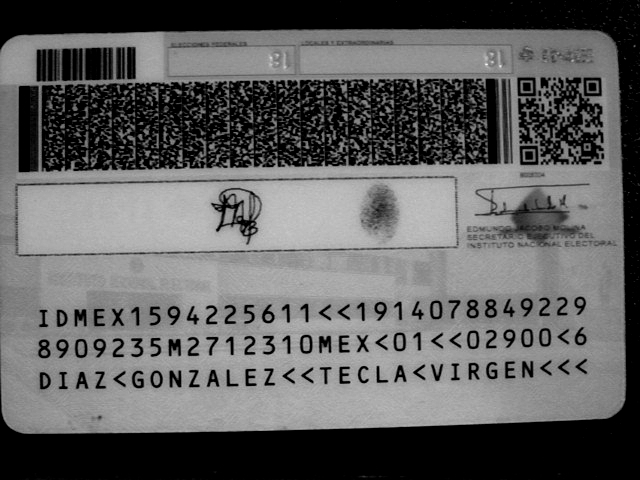 ELECCIONES FEDERALES
LOCALES Y EXTRAORDINARIAS
18
18
EDMUNDO JACOBO MOLINA
SECRETARIO EJECUTIVO DEL
INSTITUTO NACIONAL ELECTORAL
IDMEX1594225611<<1914078849229
8909235M2712310MEX<01<<02900<6
DIAZ<GONZALEZ<<TECLA<VIRGEN<<<